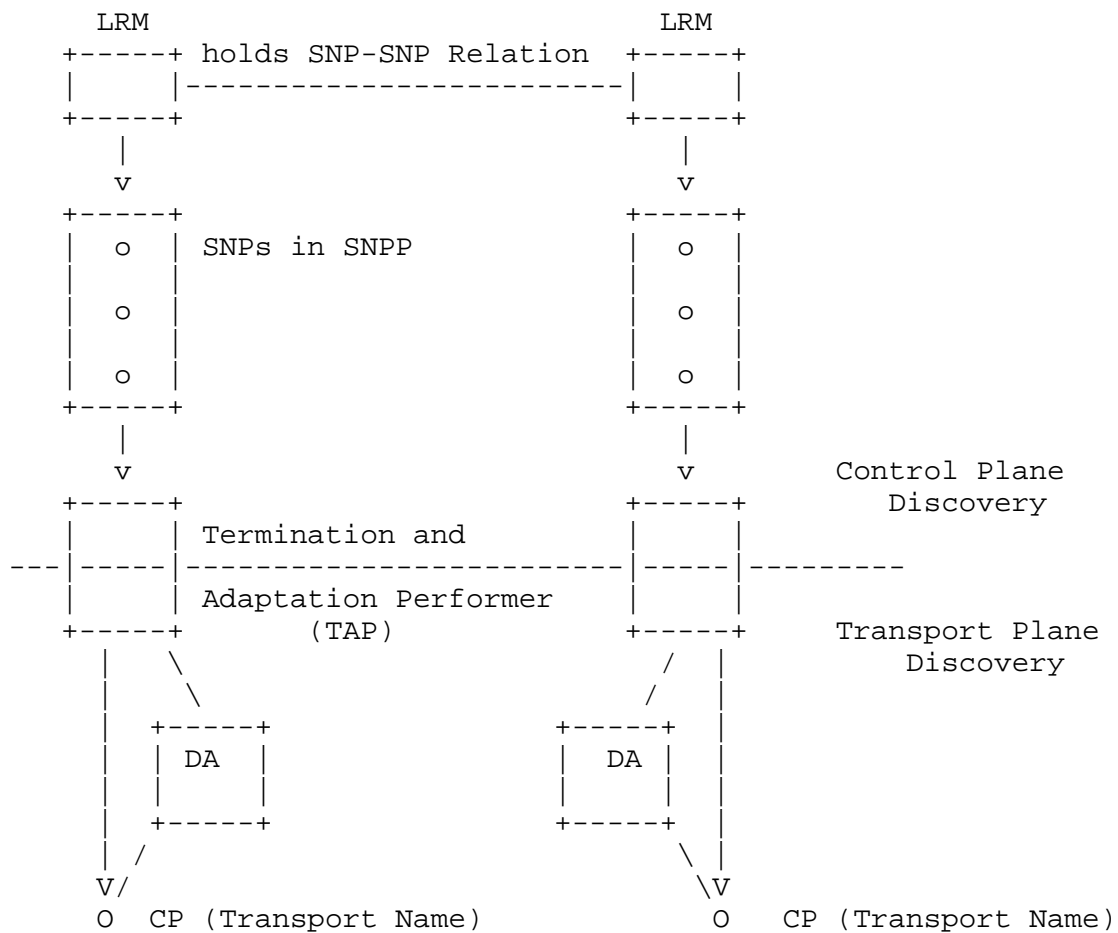 LRM LRM
holds SNP-SNP Relation
v v
o SNPs in SNPP o
o o
o o
v v Control Plane
Discovery
Termination and
Adaptation Performer
(TAP) Transport Plane
Discovery
DA DA
V V
O CP (Transport Name) O CP (Transport Name)